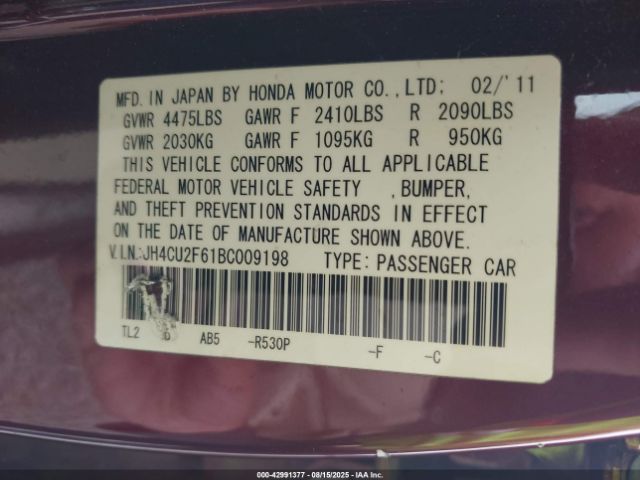 MFD. IN JAPAN BY HONDA MOTOR CO.,LTD: 02/'11
GVWR 4475LBS GAWR F 2410LBS R 2090LBS
GVWR 2030KG GAWR F 1095KG R 950KG
THIS VEHICLE CONFORMS TO ALL APPLICABLE
FEDERAL MOTOR VEHICLE SAFETY ,BUMPER,
AND THEFT PREVENTION STANDARDS IN EFFECT
ON THE DATE OF MANUFACTURE SHOWN ABOVE.
V.I.N.:JH4CU2F61BC009198 TYPE: PASSENGER CAR
TL2 AB5 -R530P -F -C
000-42991377 - 08/15/2025 - IAAI.COM